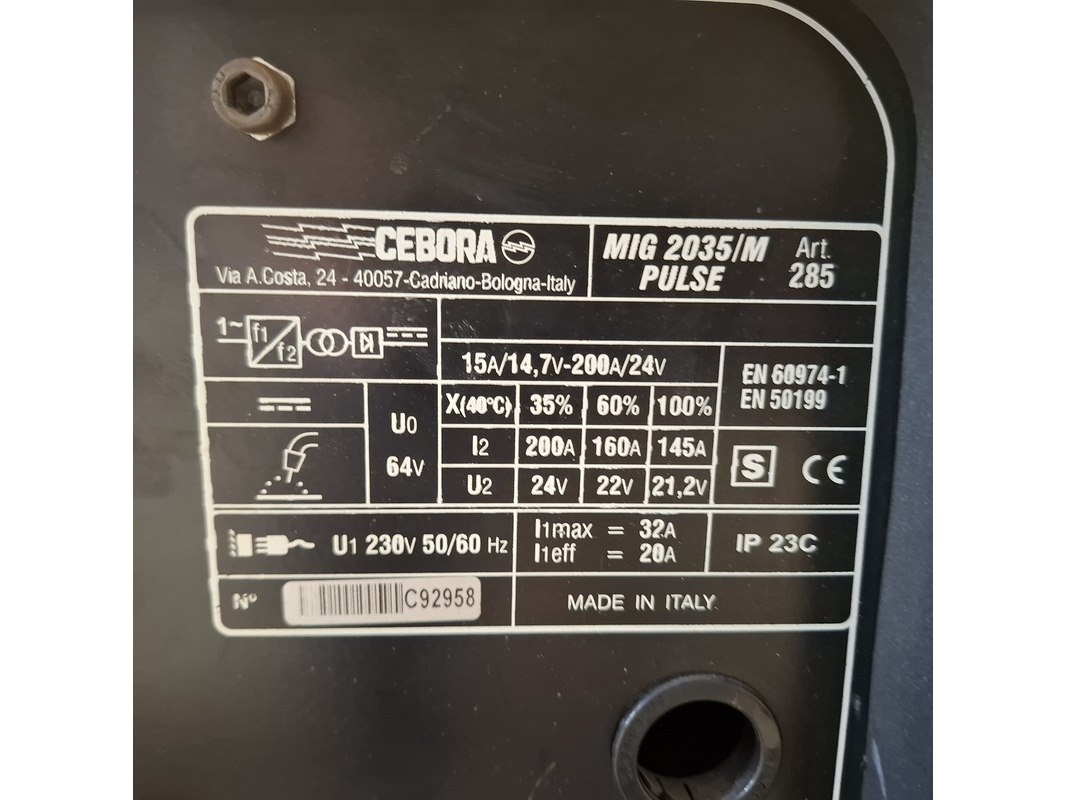 CEBORA
Via A.Costa, 24 - 40057-Cadriano-Bologna-Italy
MIG 2035/M
PULSE
Art.
285
1~
f1
f2
15A/14,7V-200A/24V
EN 60974-1
EN 50199
U0
64V
X(40°C) 35% 60% 100%
I2 200A 160A 145A
U2 24V 22V 21,2V
S CE
U1 230V 50/60 Hz
I1max = 32A
I1eff = 20A
IP 23C
N° C92958
MADE IN ITALY